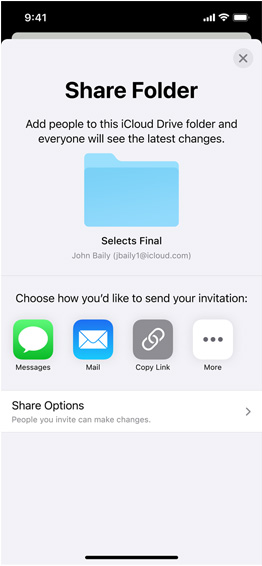 9:41
Share Folder
Add people to this iCloud Drive folder and
everyone will see the latest changes.
Selects Final
John Baily (jbaily1@icloud.com)
Choose how you'd like to send your invitation:
Messages
Mail
Copy Link
More
Share Options
People you invite can make changes.